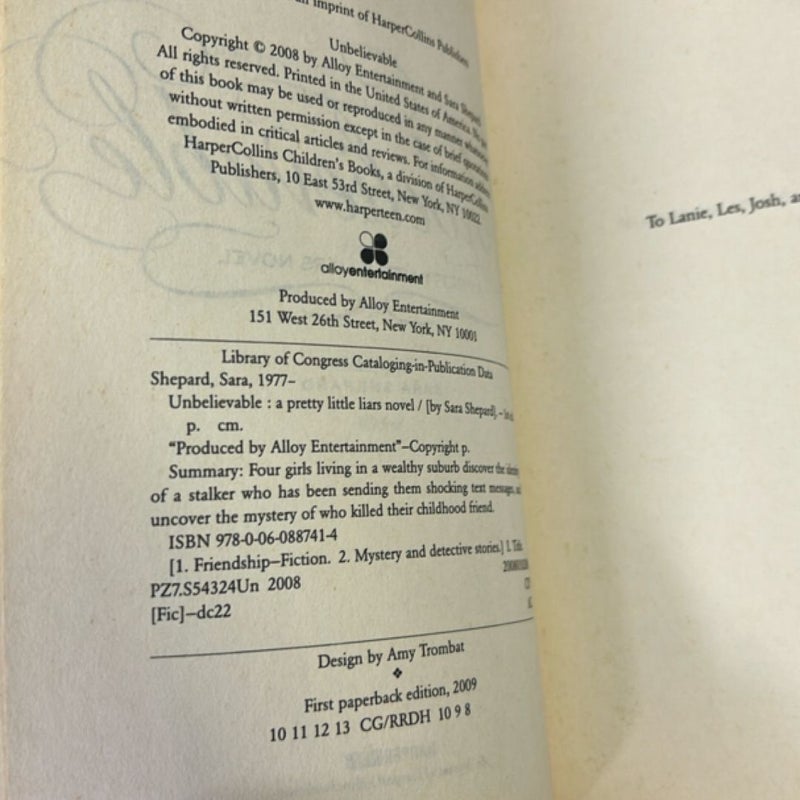 an imprint of HarperCollins Publishers
Unbelievable
Copyright © 2008 by Alloy Entertainment and Sara Shepard
All rights reserved. Printed in the United States of America. No part
of this book may be used or reproduced in any manner whatsoever
without written permission except in the case of brief quotations
embodied in critical articles and reviews. For information address
HarperCollins Children's Books, a division of HarperCollins
Publishers, 10 East 53rd Street, New York, NY 10022.
www.harperteen.com
alloyentertainment
Produced by Alloy Entertainment
151 West 26th Street, New York, NY 10001
Library of Congress Cataloging-in-Publication Data
Shepard, Sara, 1977–
Unbelievable : a pretty little liars novel / [by Sara Shepard]. –
p. cm.
"Produced by Alloy Entertainment"–Copyright p.
Summary: Four girls living in a wealthy suburb discover the identity
of a stalker who has been sending them shocking text messages, and
uncover the mystery of who killed their childhood friend.
ISBN 978-0-06-088741-4
[1. Friendship–Fiction. 2. Mystery and detective stories.] I. Title.
PZ7.S54324Un 2008
[Fic]–dc22
Design by Amy Trombat
❖
First paperback edition, 2009
10 11 12 13 CG/RRDH 10 9 8
To Lanie, Les, Josh,